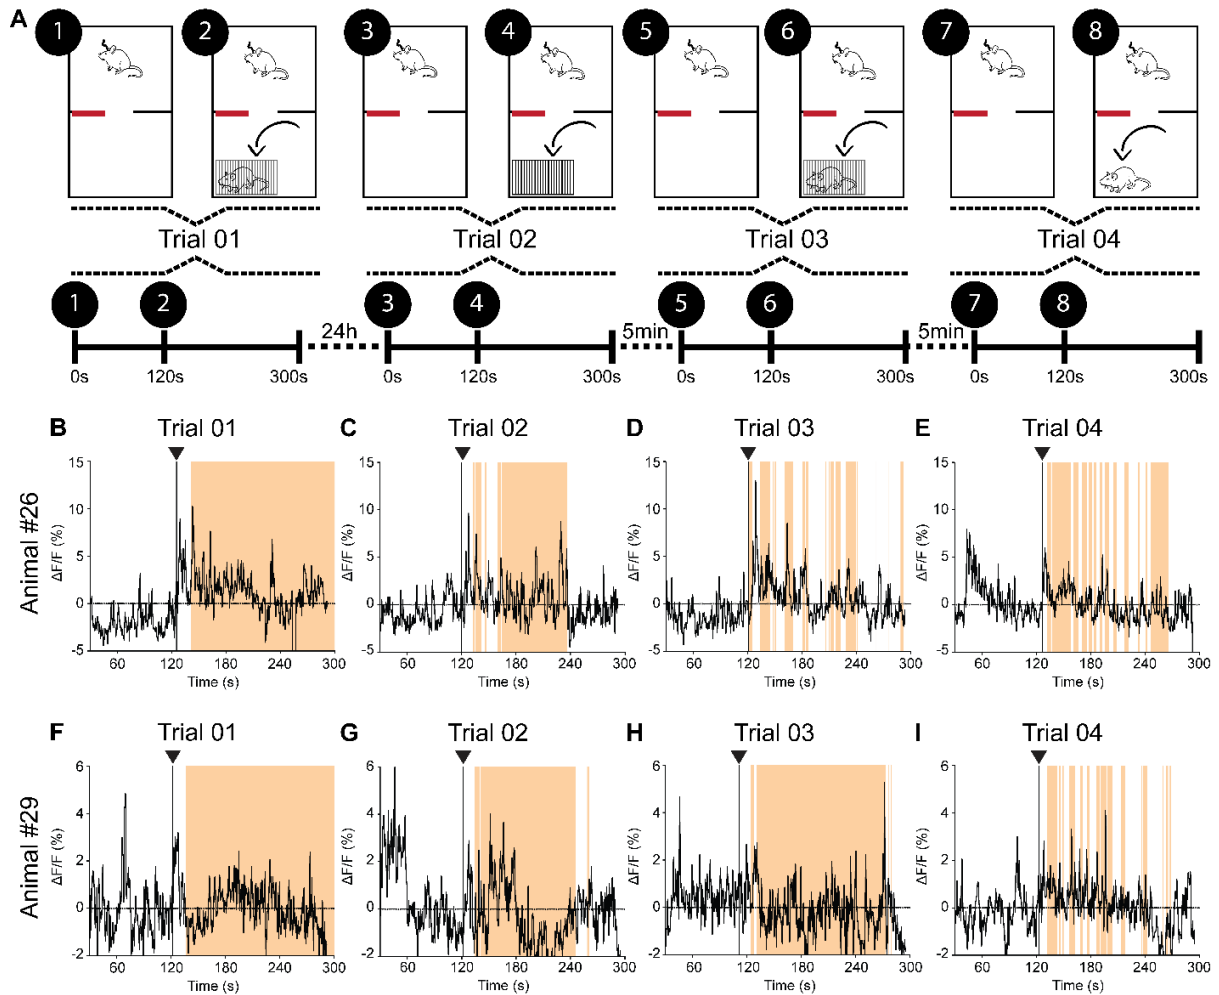 A
1 2 3 4 5 6 7 8
Trial 01 Trial 02 Trial 03 Trial 04
1 2 3 4 5 6 7 8
24h 5min 5min
0s 120s 300s 0s 120s 300s 0s 120s 300s 0s 120s 300s
B Trial 01 C Trial 02 D Trial 03 E Trial 04
Animal #26
ΔF/F (%)
15
10
5
0
-5
60 120 180 240 300
Time (s)
ΔF/F (%)
15
10
5
0
-5
60 120 180 240 300
Time (s)
ΔF/F (%)
15
10
5
0
-5
60 120 180 240 300
Time (s)
ΔF/F (%)
15
10
5
0
-5
60 120 180 240 300
Time (s)
F Trial 01 G Trial 02 H Trial 03 I Trial 04
Animal #29
ΔF/F (%)
6
4
2
0
-2
60 120 180 240 300
Time (s)
ΔF/F (%)
6
4
2
0
-2
60 120 180 240 300
Time (s)
ΔF/F (%)
6
4
2
0
-2
60 120 180 240 300
Time (s)
ΔF/F (%)
6
4
2
0
-2
60 120 180 240 300
Time (s)